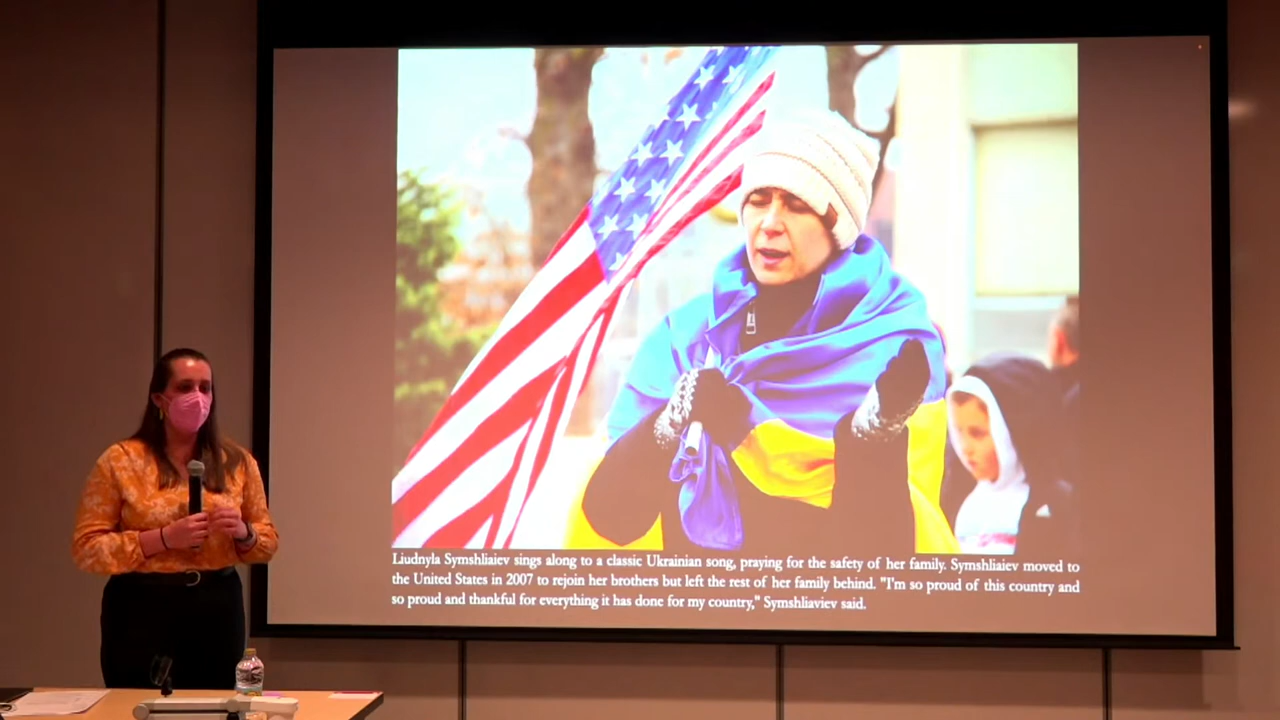 Liudnyla Symshliaiev sings along to a classic Ukrainian song, praying for the safety of her family. Symshliaiev moved to
the United States in 2007 to rejoin her brothers but left the rest of her family behind. "I'm so proud of this country and
so proud and thankful for everything it has done for my country," Symshliaviev said.